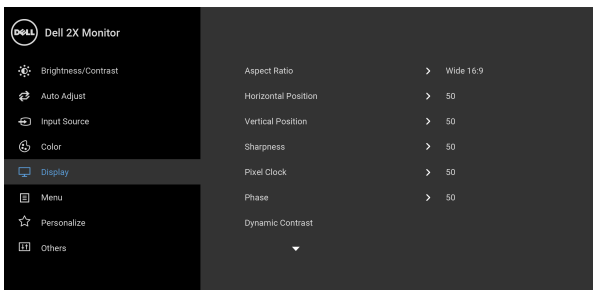 DELL Dell 2X Monitor
Brightness/Contrast Aspect Ratio Wide 16:9
Auto Adjust Horizontal Position 50
Input Source Vertical Position 50
Color Sharpness 50
Display Pixel Clock 50
Menu Phase 50
Personalize Dynamic Contrast
Others